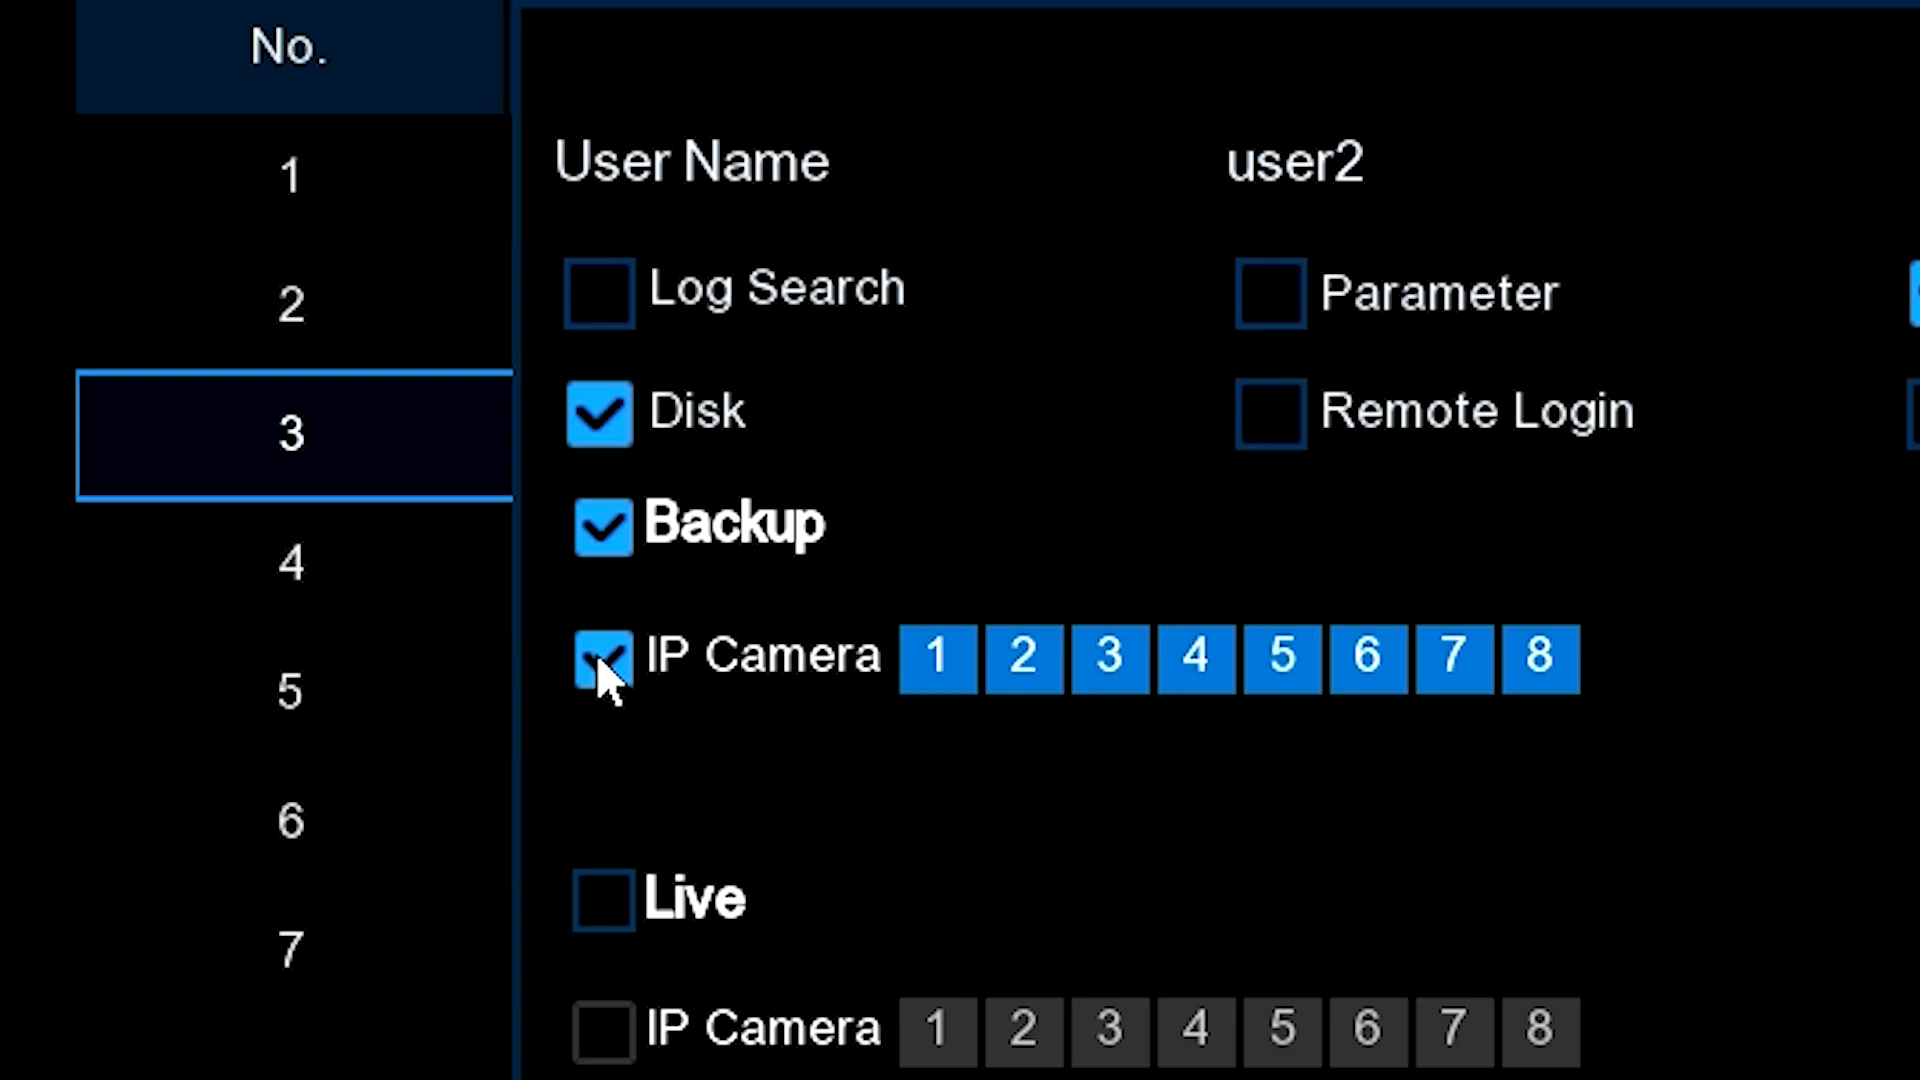 No.
1
2
3
4
5
6
7
User Name user2
Log Search Parameter
Disk Remote Login
Backup
IP Camera 1 2 3 4 5 6 7 8
Live
IP Camera 1 2 3 4 5 6 7 8